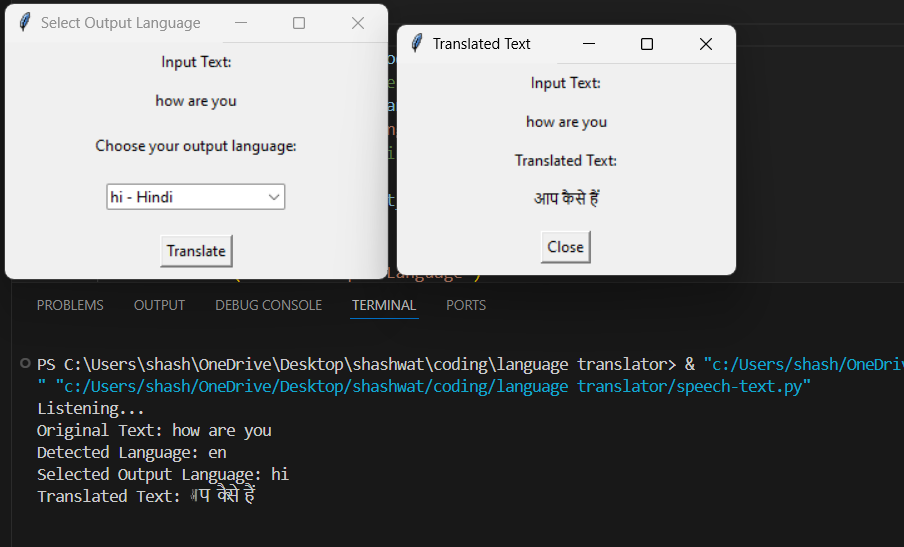 Select Output Language
Input Text:
how are you
Choose your output language:
hi - Hindi
Translate
Translated Text
Input Text:
how are you
Translated Text:
आप कैसे हैं
Close
PROBLEMS OUTPUT DEBUG CONSOLE TERMINAL PORTS
PS C:\Users\shash\OneDrive\Desktop\shashwat\coding\language translator> & "c:/Users/shash/OneDri
" "c:/Users/shash/OneDrive/Desktop/shashwat/coding/language translator/speech-text.py"
Listening...
Original Text: how are you
Detected Language: en
Selected Output Language: hi
Translated Text: आप कैसे हैं